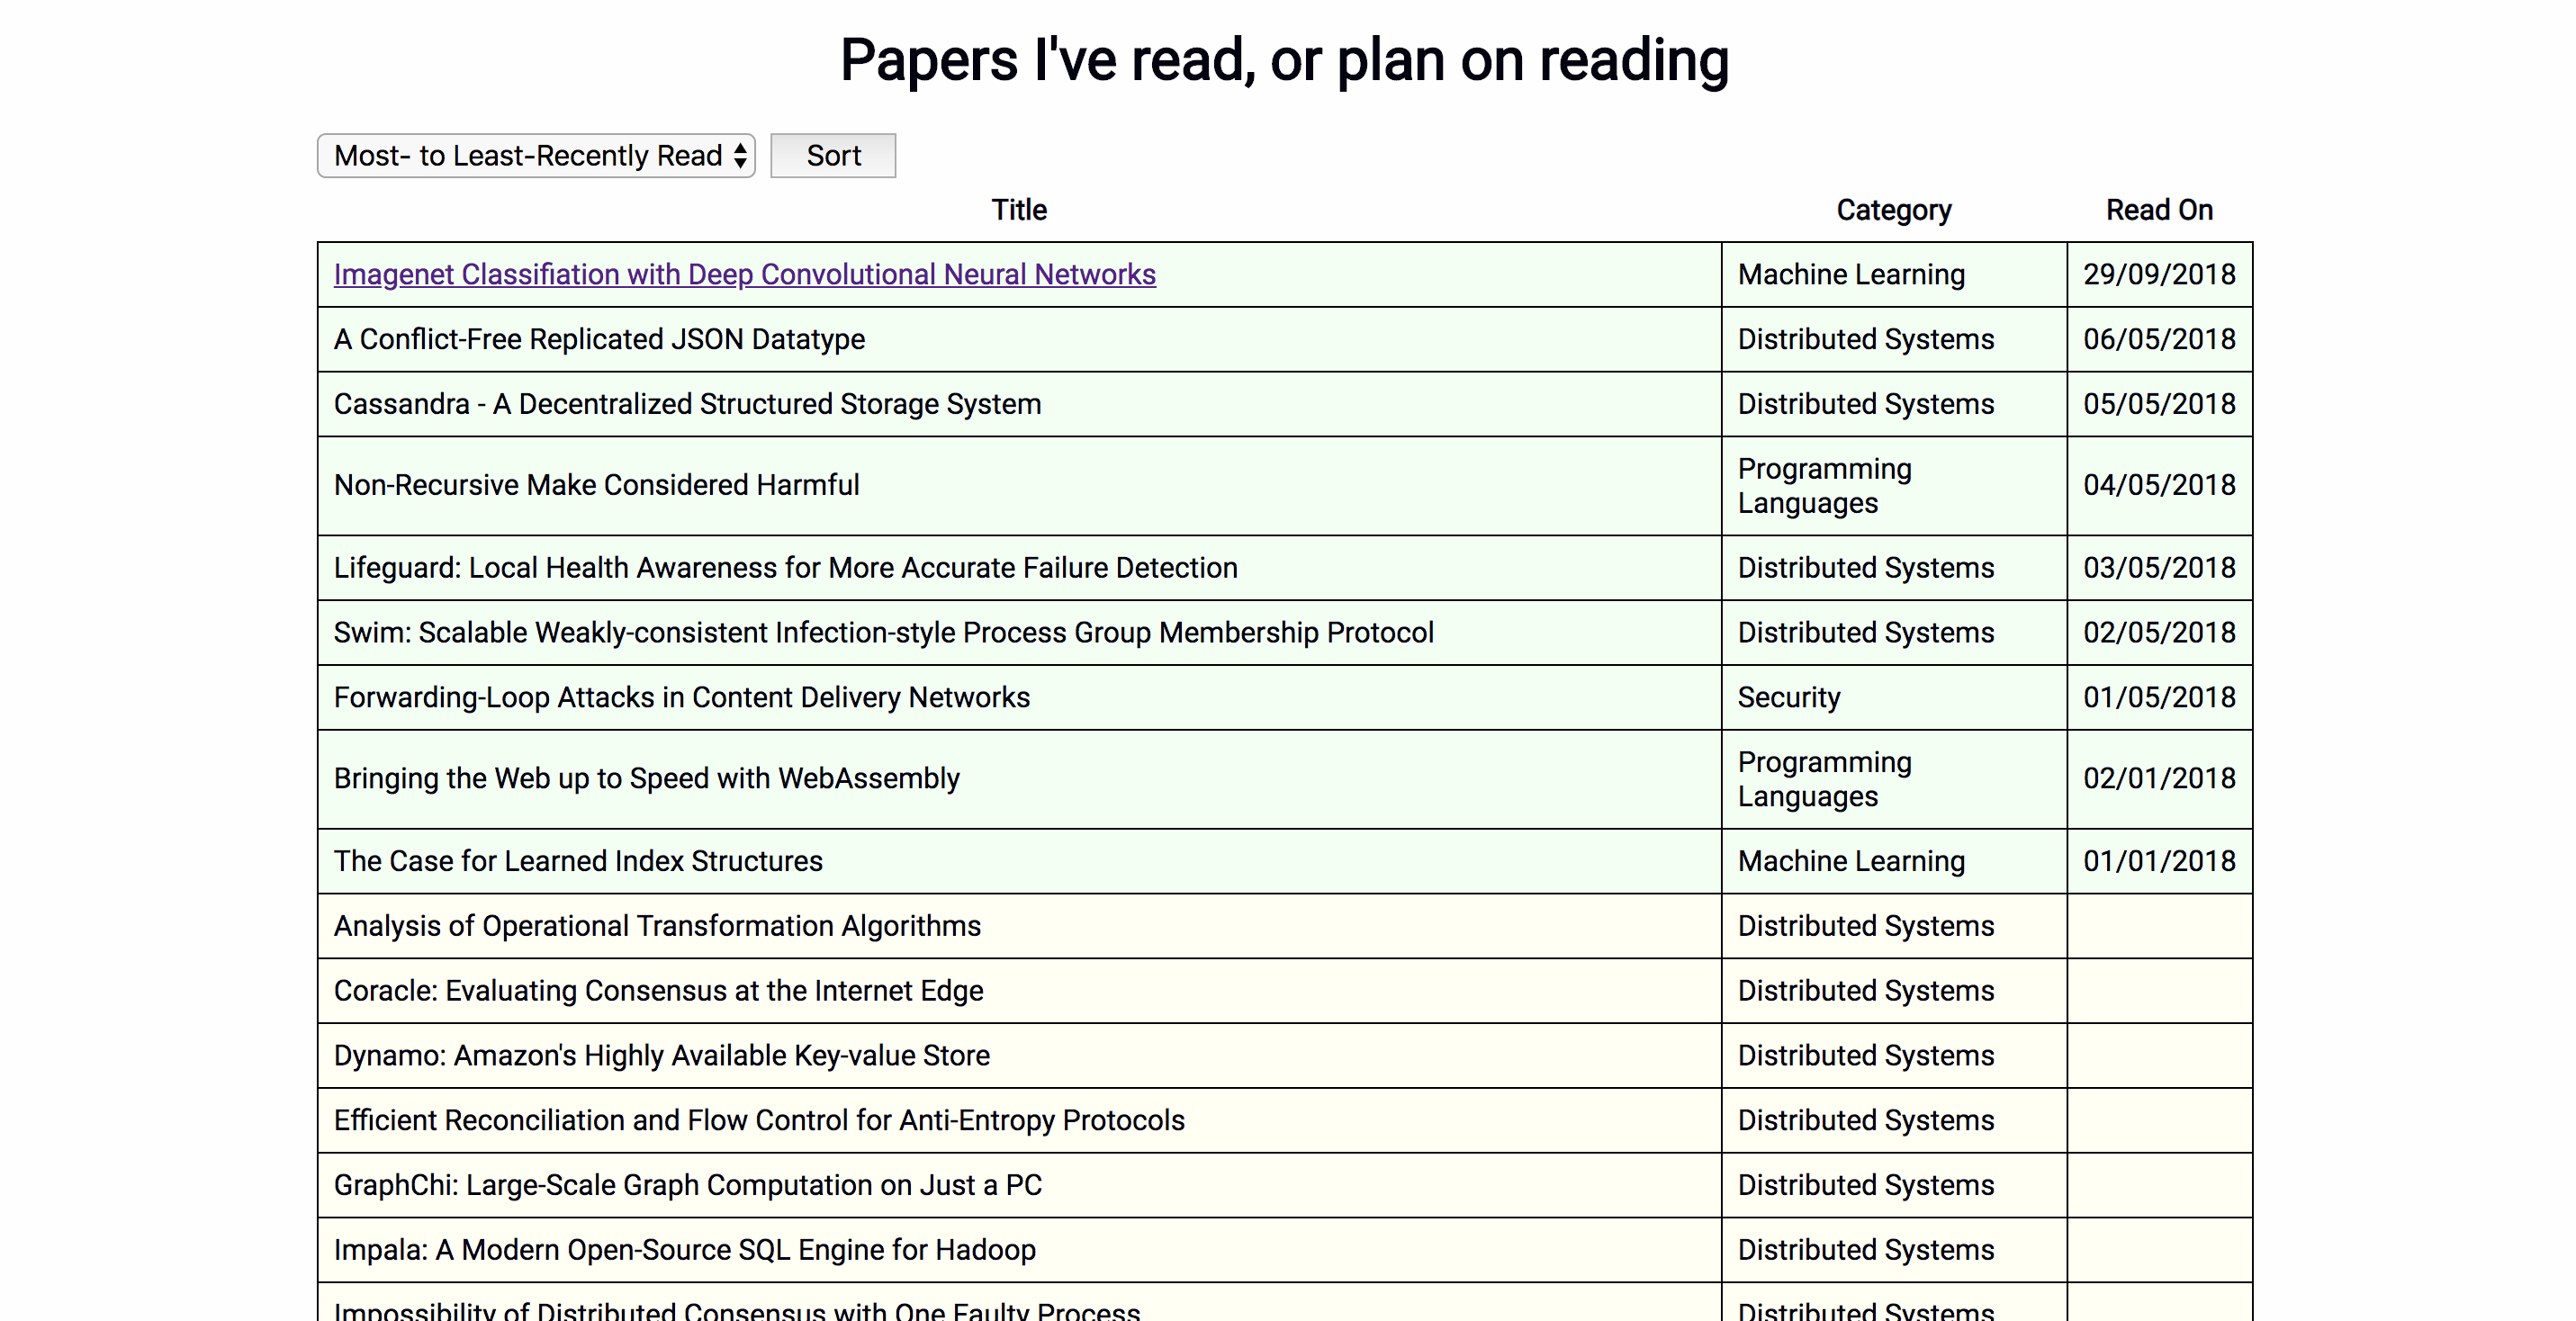 Papers I've read, or plan on reading
Most- to Least-Recently Read Sort
Title Category Read On
Imagenet Classifiation with Deep Convolutional Neural Networks Machine Learning 29/09/2018
A Conflict-Free Replicated JSON Datatype Distributed Systems 06/05/2018
Cassandra - A Decentralized Structured Storage System Distributed Systems 05/05/2018
Non-Recursive Make Considered Harmful Programming Languages 04/05/2018
Lifeguard: Local Health Awareness for More Accurate Failure Detection Distributed Systems 03/05/2018
Swim: Scalable Weakly-consistent Infection-style Process Group Membership Protocol Distributed Systems 02/05/2018
Forwarding-Loop Attacks in Content Delivery Networks Security 01/05/2018
Bringing the Web up to Speed with WebAssembly Programming Languages 02/01/2018
The Case for Learned Index Structures Machine Learning 01/01/2018
Analysis of Operational Transformation Algorithms Distributed Systems
Coracle: Evaluating Consensus at the Internet Edge Distributed Systems
Dynamo: Amazon's Highly Available Key-value Store Distributed Systems
Efficient Reconciliation and Flow Control for Anti-Entropy Protocols Distributed Systems
GraphChi: Large-Scale Graph Computation on Just a PC Distributed Systems
Impala: A Modern Open-Source SQL Engine for Hadoop Distributed Systems
Impossibility of Distributed Consensus with One Faulty Process Distributed Systems